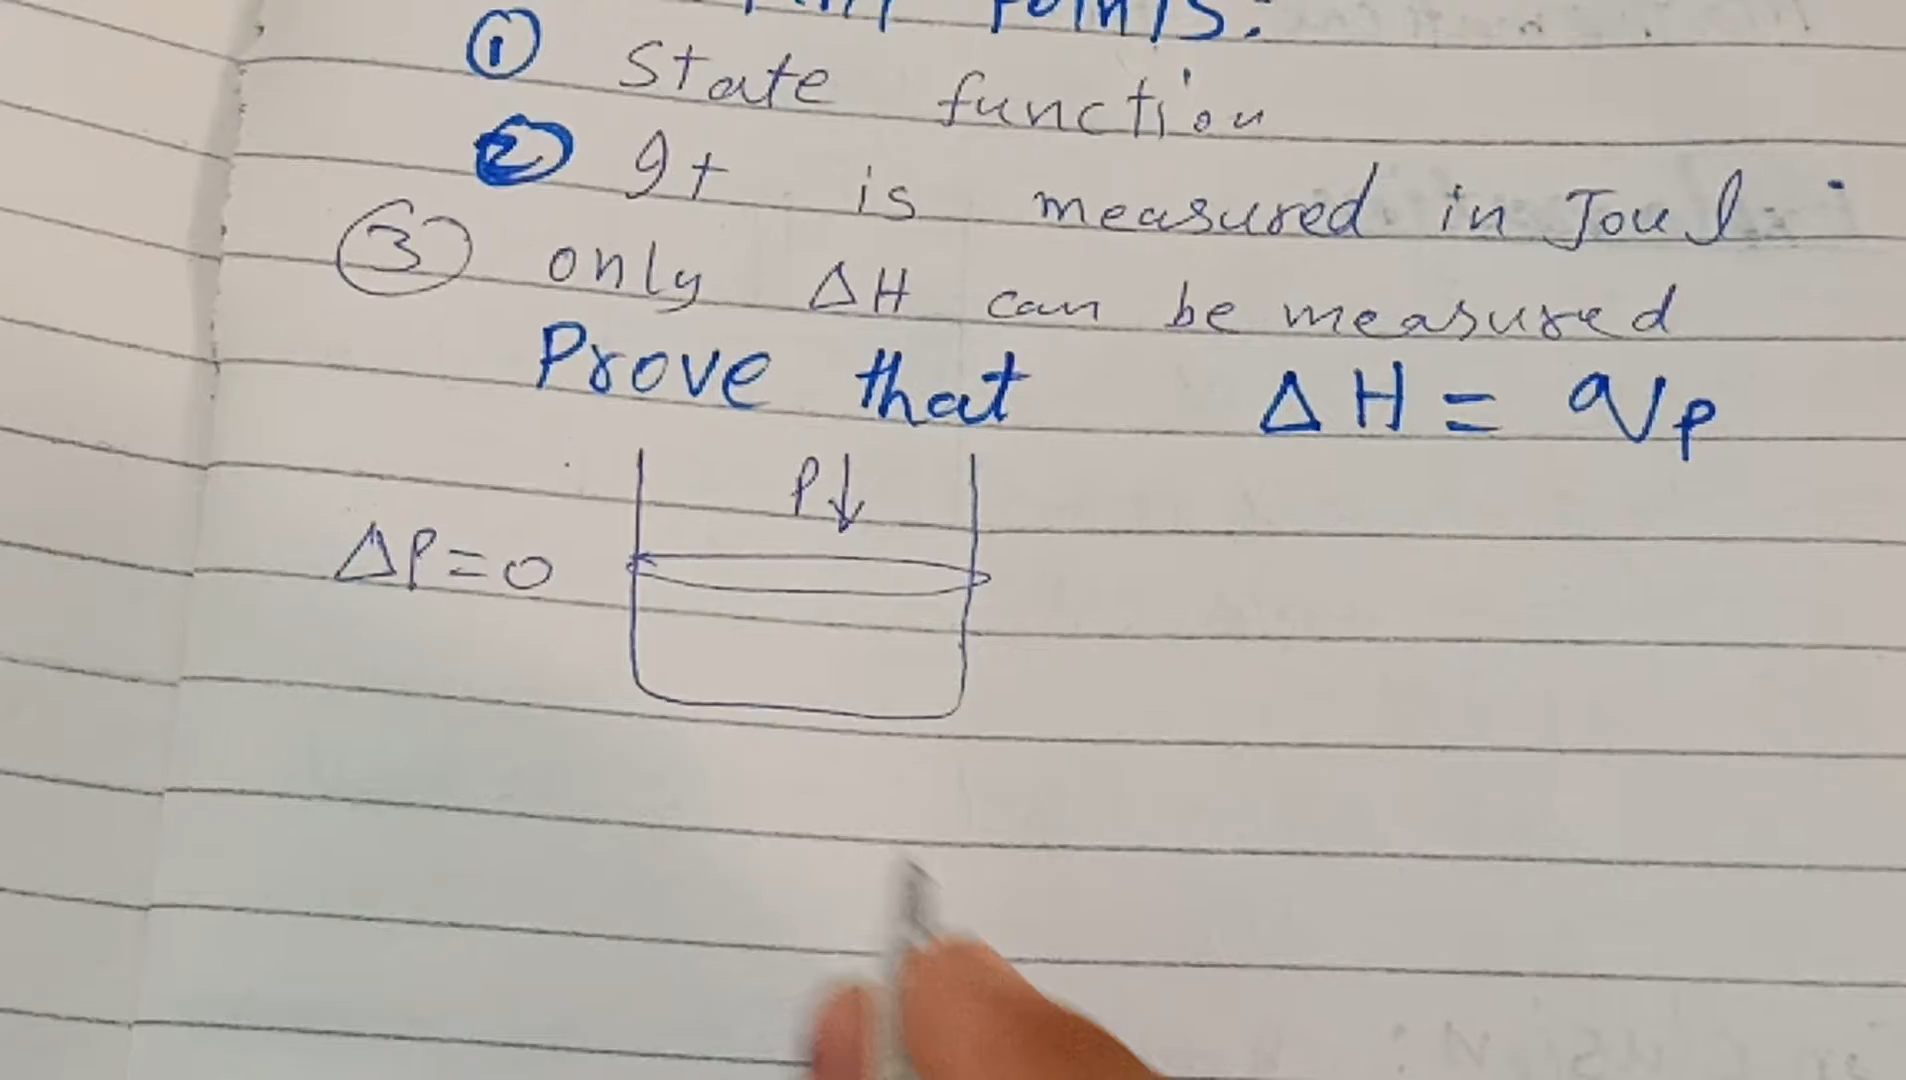 Points:
① State function
② It is measured in Joul
③ only ΔH can be measured
Prove that ΔH = qp
P↓
ΔP=0